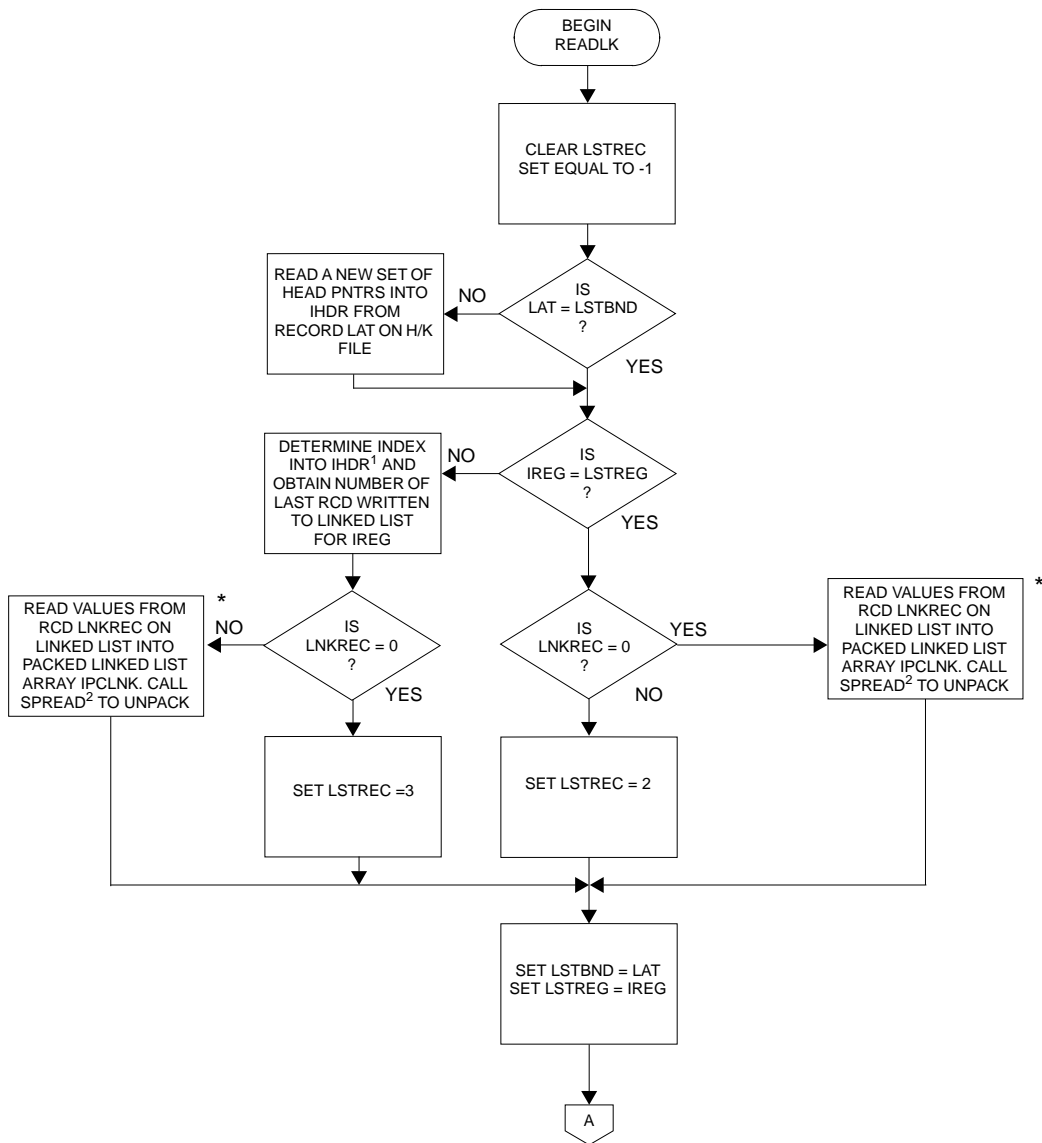 BEGIN
READLK
CLEAR LSTREC
SET EQUAL TO -1
READ A NEW SET OF
HEAD PNTRS INTO
IHDR FROM
RECORD LAT ON H/K
FILE
NO
IS
LAT = LSTBND
?
YES
DETERMINE INDEX
INTO IHDR1 AND
OBTAIN NUMBER OF
LAST RCD WRITTEN
TO LINKED LIST
FOR IREG
NO
IS
IREG = LSTREG
?
YES
READ VALUES FROM
RCD LNKREC ON
LINKED LIST INTO
PACKED LINKED LIST
ARRAY IPCLNK. CALL
SPREAD2 TO UNPACK
*
NO
IS
LNKREC = 0
?
YES
IS
LNKREC = 0
?
YES
NO
READ VALUES FROM
RCD LNKREC ON
LINKED LIST INTO
PACKED LINKED LIST
ARRAY IPCLNK. CALL
SPREAD2 TO UNPACK
*
SET LSTREC =3
SET LSTREC = 2
SET LSTBND = LAT
SET LSTREG = IREG
A